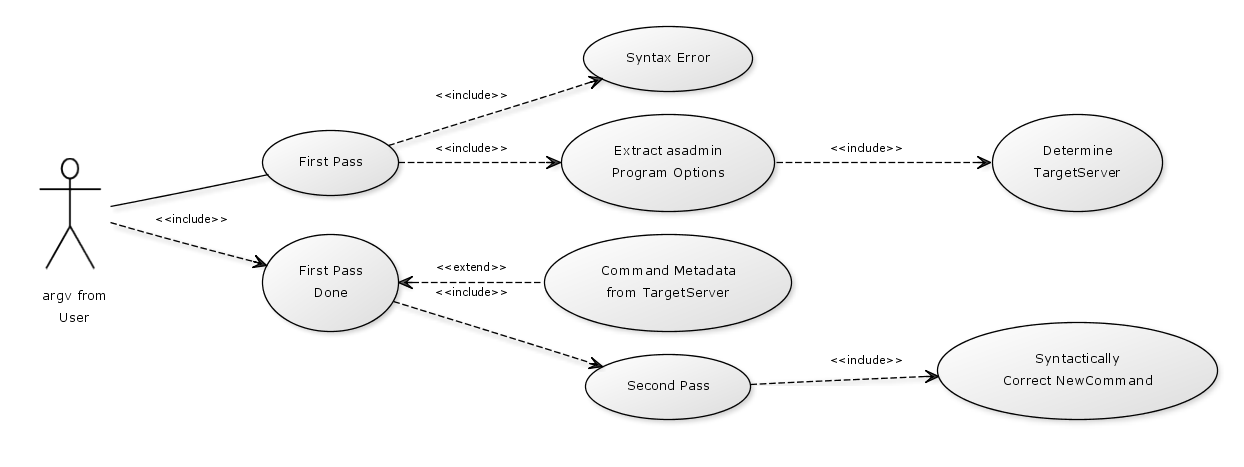 Syntax Error
<<include>>
First Pass
<<include>>
Extract asadmin
Program Options
<<include>>
Determine
TargetServer
<<include>>
argv from
User
First Pass
Done
<<extend>>
<<include>>
Command Metadata
from TargetServer
Second Pass
<<include>>
Syntactically
Correct NewCommand